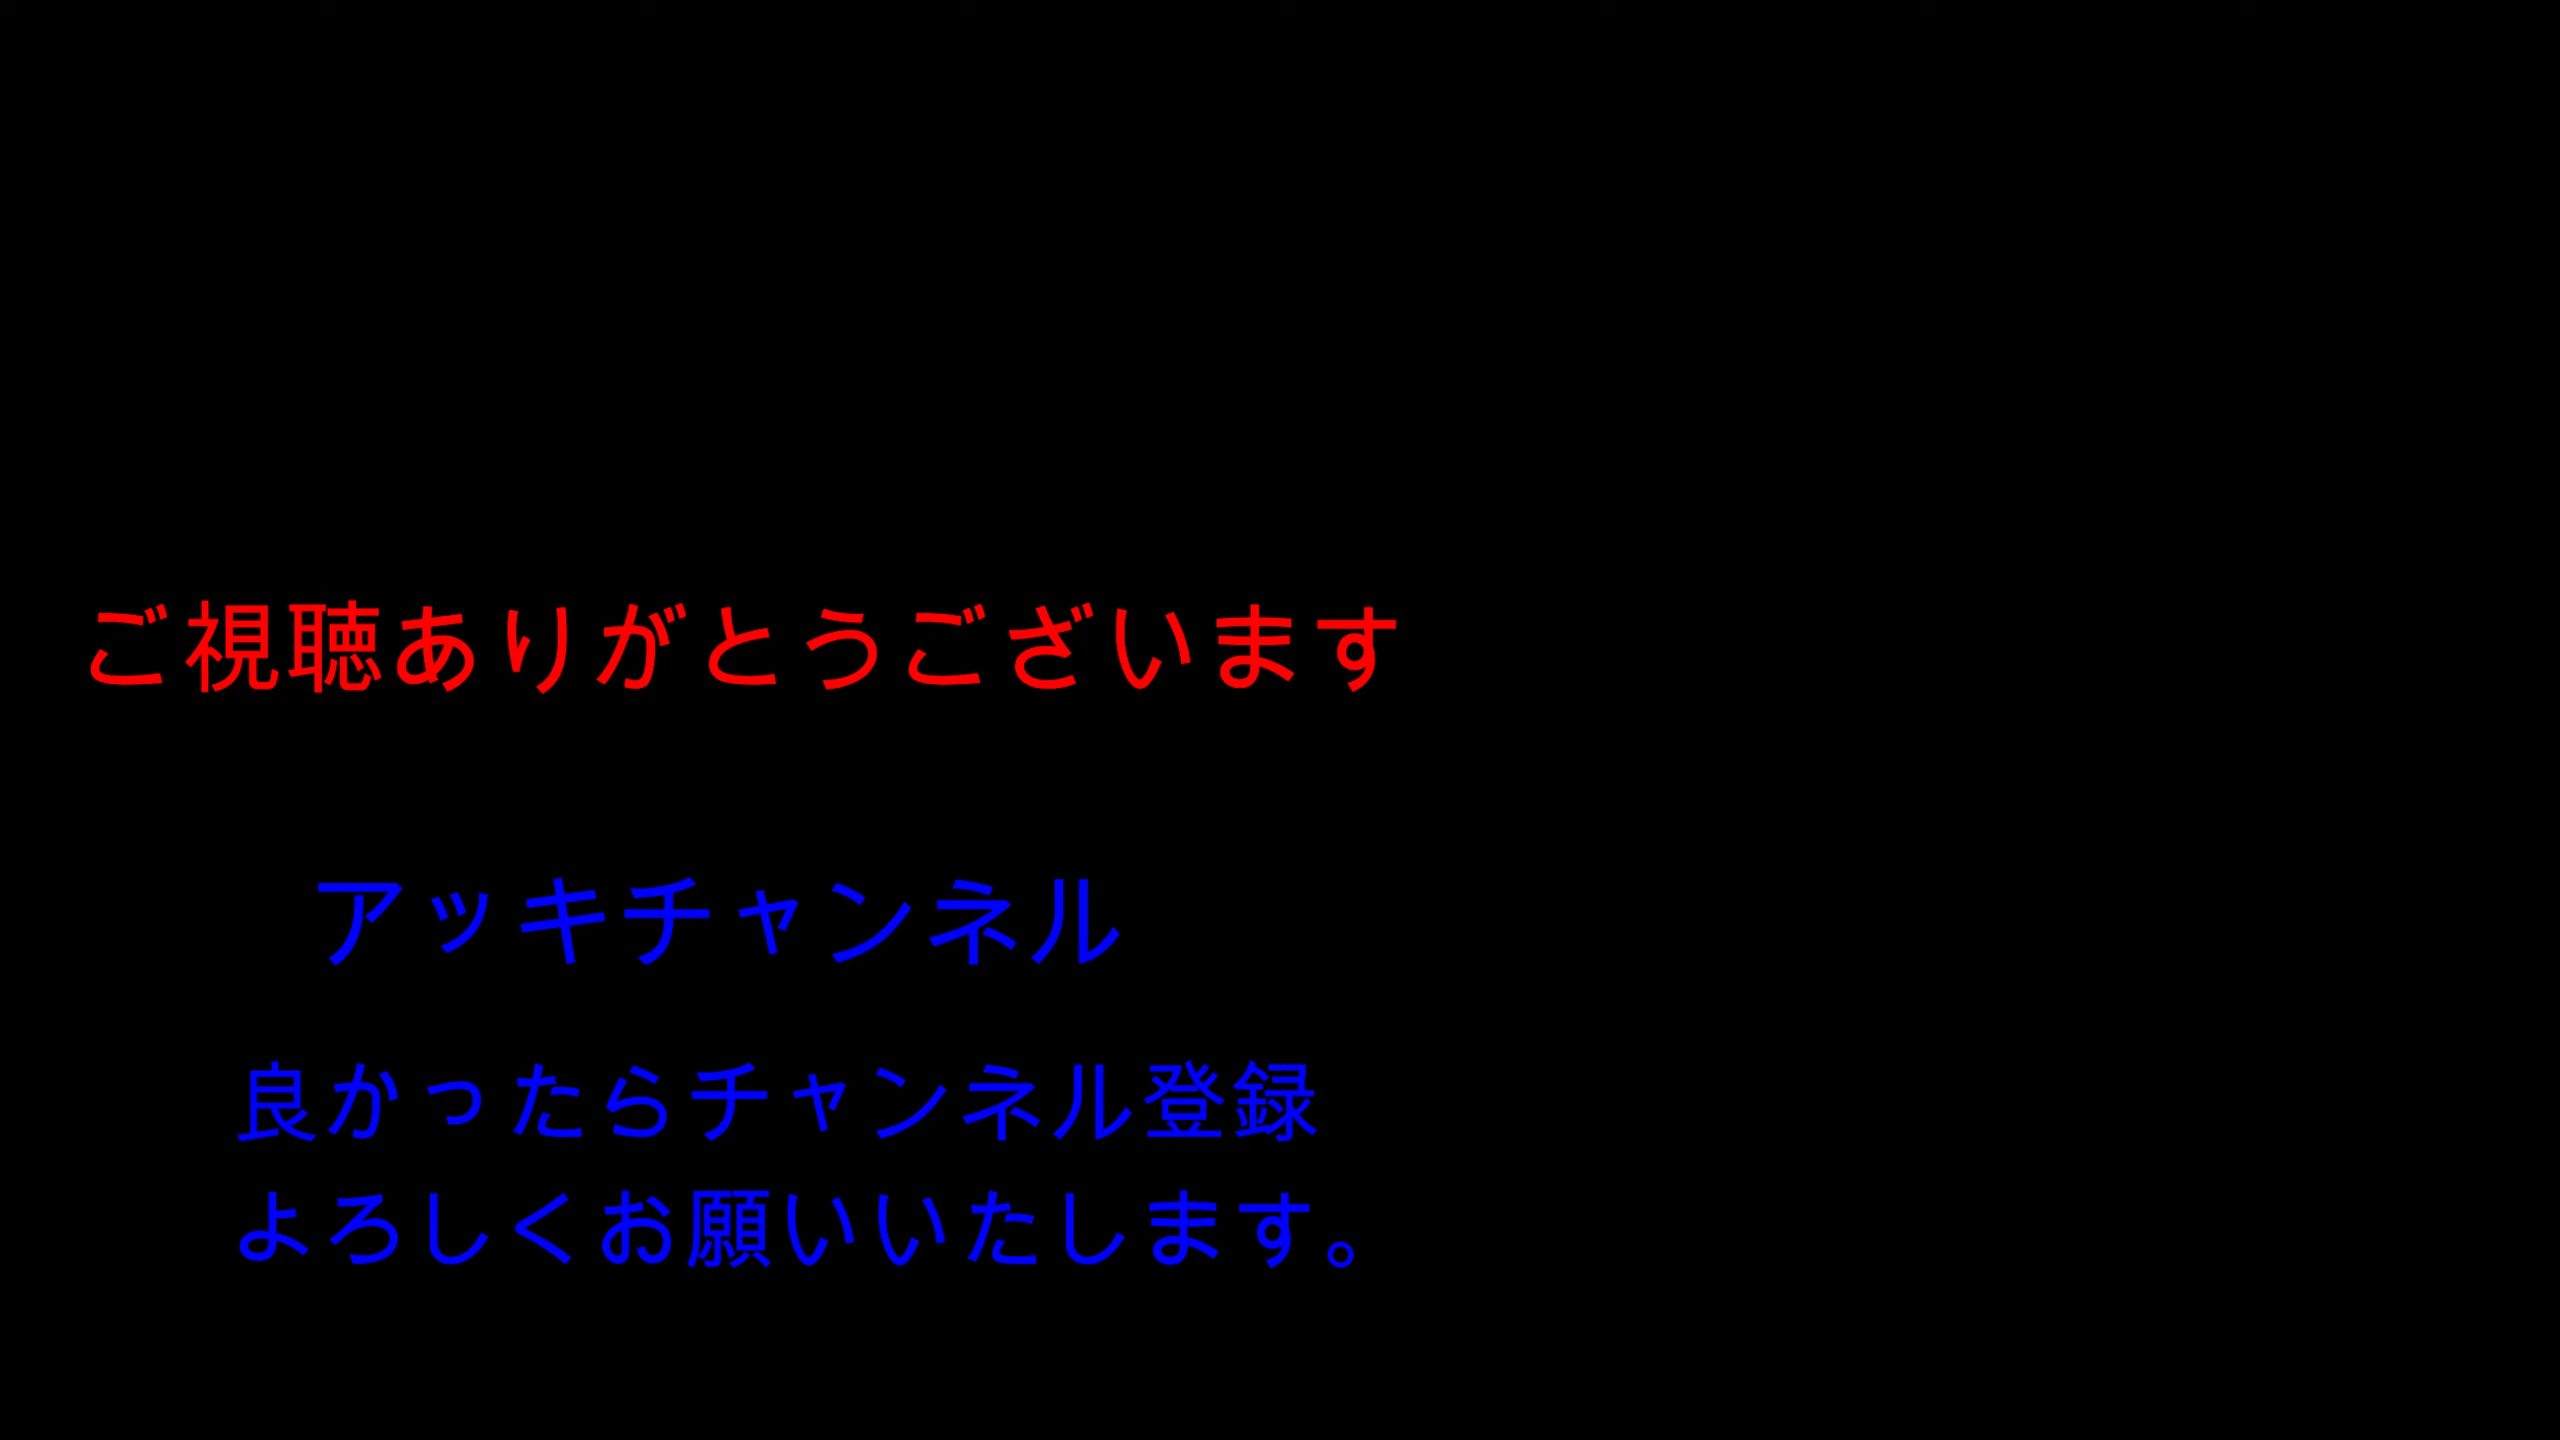 ご視聴ありがとうございます
アッキチャンネル
良かったらチャンネル登録
よろしくお願いいたします。